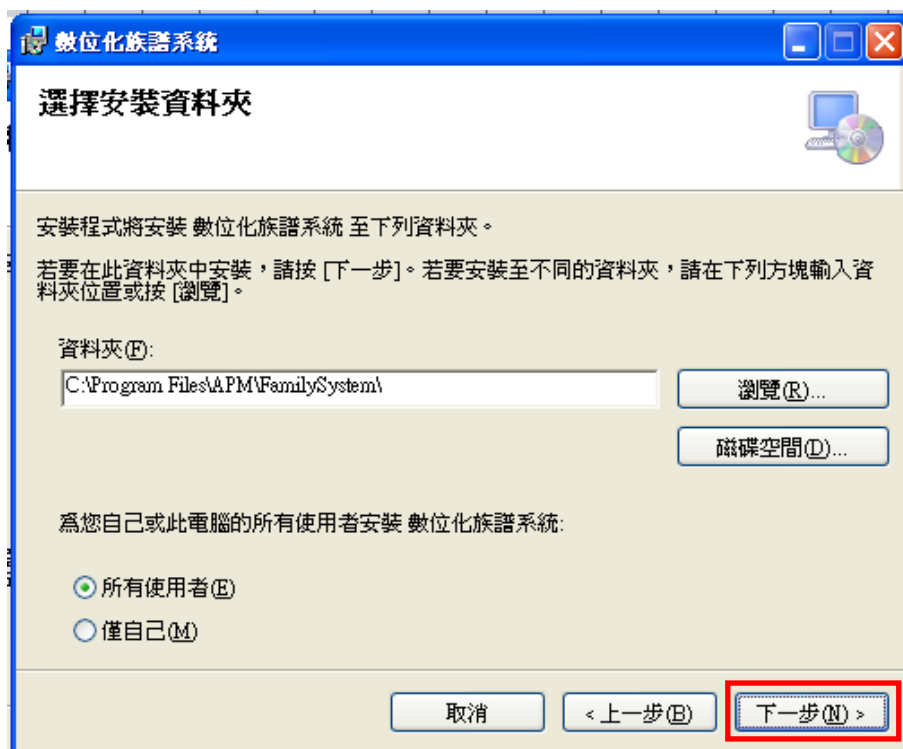 數位化族譜系統
選擇安裝資料夾
安裝程式將安裝 數位化族譜系統 至下列資料夾。
若要在此資料夾中安裝，請按 [下一步]。若要安裝至不同的資料夾，請在下列方塊輸入資
料夾位置或按 [瀏覽]。
資料夾(F):
C:\Program Files\APM\FamilySystem\
瀏覽(R)...
磁碟空間(D)...
為您自己或此電腦的所有使用者安裝 數位化族譜系統:
所有使用者(E)
僅自己(M)
取消
< 上一步(B)
下一步(N) >